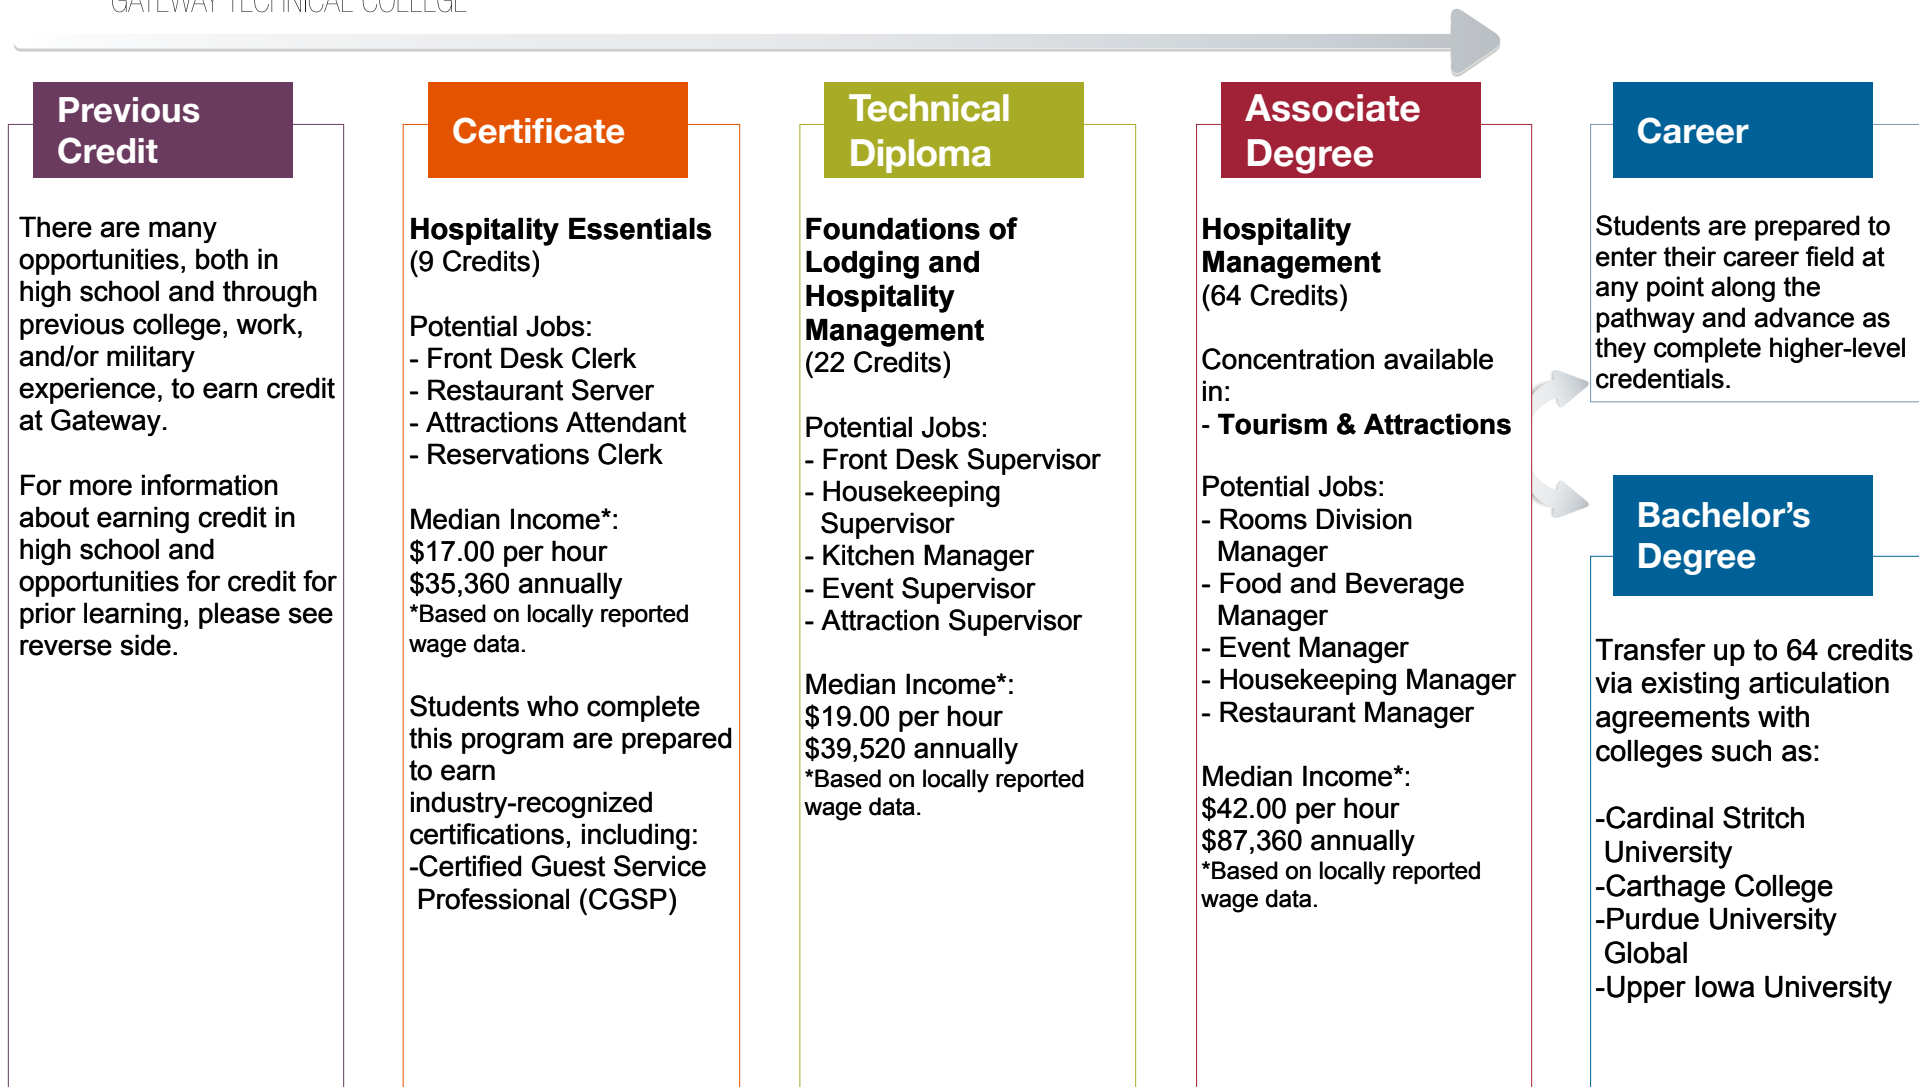 GATEWAY TECHNICAL COLLEGE
Previous
Credit
There are many
opportunities, both in
high school and through
previous college, work,
and/or military
experience, to earn credit
at Gateway.
For more information
about earning credit in
high school and
opportunities for credit for
prior learning, please see
reverse side.
Certificate
Hospitality Essentials
(9 Credits)
Potential Jobs:
- Front Desk Clerk
- Restaurant Server
- Attractions Attendant
- Reservations Clerk
Median Income*:
$17.00 per hour
$35,360 annually
*Based on locally reported
wage data.
Students who complete
this program are prepared
to earn
industry-recognized
certifications, including:
-Certified Guest Service
Professional (CGSP)
Technical
Diploma
Foundations of
Lodging and
Hospitality
Management
(22 Credits)
Potential Jobs:
- Front Desk Supervisor
- Housekeeping
Supervisor
- Kitchen Manager
- Event Supervisor
- Attraction Supervisor
Median Income*:
$19.00 per hour
$39,520 annually
*Based on locally reported
wage data.
Associate
Degree
Hospitality
Management
(64 Credits)
Concentration available
in:
- Tourism & Attractions
Potential Jobs:
- Rooms Division
Manager
- Food and Beverage
Manager
- Event Manager
- Housekeeping Manager
- Restaurant Manager
Median Income*:
$42.00 per hour
$87,360 annually
*Based on locally reported
wage data.
Career
Students are prepared to
enter their career field at
any point along the
pathway and advance as
they complete higher-level
credentials.
Bachelor's
Degree
Transfer up to 64 credits
via existing articulation
agreements with
colleges such as:
-Cardinal Stritch
University
-Carthage College
-Purdue University
Global
-Upper Iowa University